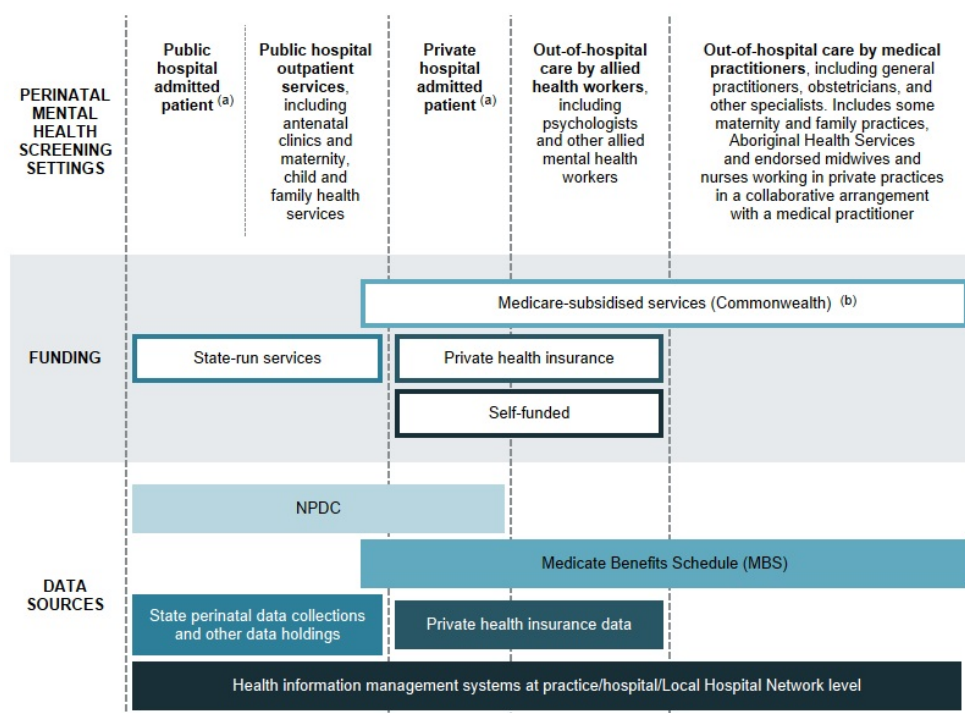 PERINATAL
MENTAL
HEALTH
SCREENING
SETTINGS
Public
hospital
admitted
patient (a)
Public hospital
outpatient
services,
including
antenatal
clinics and
maternity,
child and
family health
services
Private
hospital
admitted
patient (a)
Out-of-hospital
care by allied
health workers,
including
psychologists
and other allied
mental health
workers
Out-of-hospital care by medical
practitioners, including general
practitioners, obstetricians, and
other specialists. Includes some
maternity and family practices,
Aboriginal Health Services
and endorsed midwives and
nurses working in private practices
in a collaborative arrangement
with a medical practitioner
FUNDING
Medicare-subsidised services (Commonwealth) (b)
State-run services
Private health insurance
Self-funded
DATA
SOURCES
NPDC
Medicate Benefits Schedule (MBS)
State perinatal data collections
and other data holdings
Private health insurance data
Health information management systems at practice/hospital/Local Hospital Network level